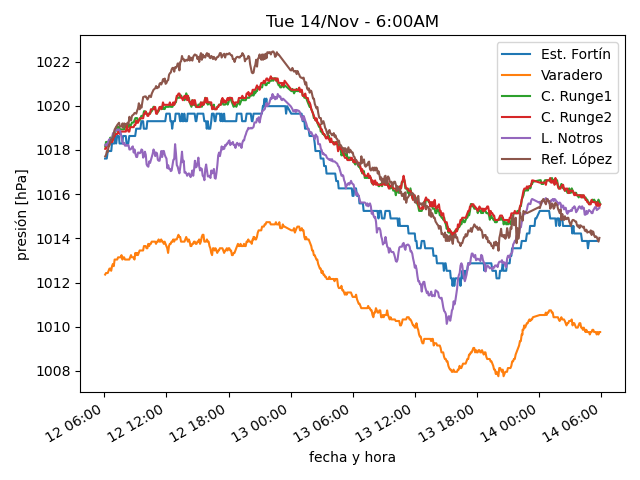 Tue 14/Nov - 6:00AM
presión [hPa]
1022
1020
1018
1016
1014
1012
1010
1008
Est. Fortín
Varadero
C. Runge1
C. Runge2
L. Notros
Ref. López
12 06:00
12 12:00
12 18:00
13 00:00
13 06:00
13 12:00
13 18:00
14 00:00
14 06:00
fecha y hora